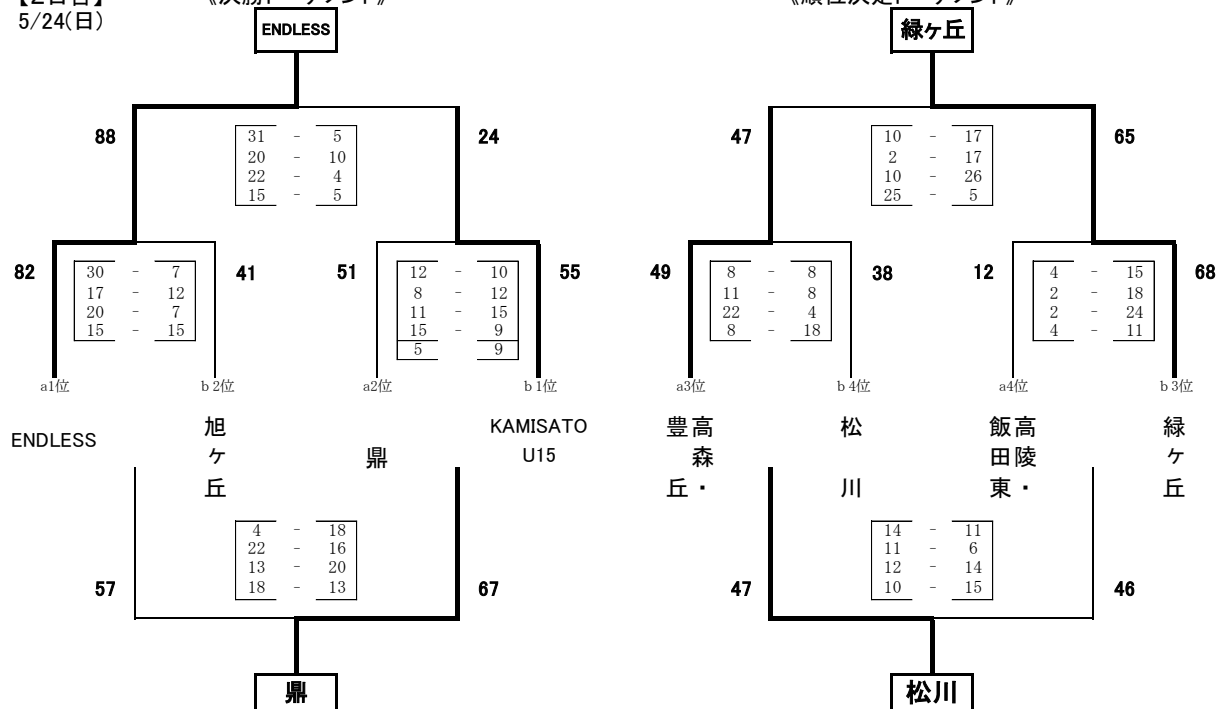 【2日目】
5/24(日)
《決勝トーナメント》
《順位決定トーナメント》
ENDLESS
緑ヶ丘
88
31 - 5
20 - 10
22 - 4
15 - 5
24
47
10 - 17
2 - 17
10 - 26
25 - 5
65
82
30 - 7
17 - 12
20 - 7
15 - 15
41
51
12 - 10
8 - 12
11 - 15
15 - 9
5 9
55
49
8 - 8
11 - 8
22 - 4
8 - 18
38
12
4 - 15
2 - 18
2 - 24
4 - 11
68
a1位
b 2位
a2位
b 1位
a3位
b 4位
a4位
b 3位
ENDLESS
旭ヶ丘
鼎
KAMISATO
U15
高森・
豊丘
松川
高陵・
飯田東
緑ヶ丘
57
4 - 18
22 - 16
13 - 20
18 - 13
67
47
14 - 11
11 - 6
12 - 14
10 - 15
46
鼎
松川